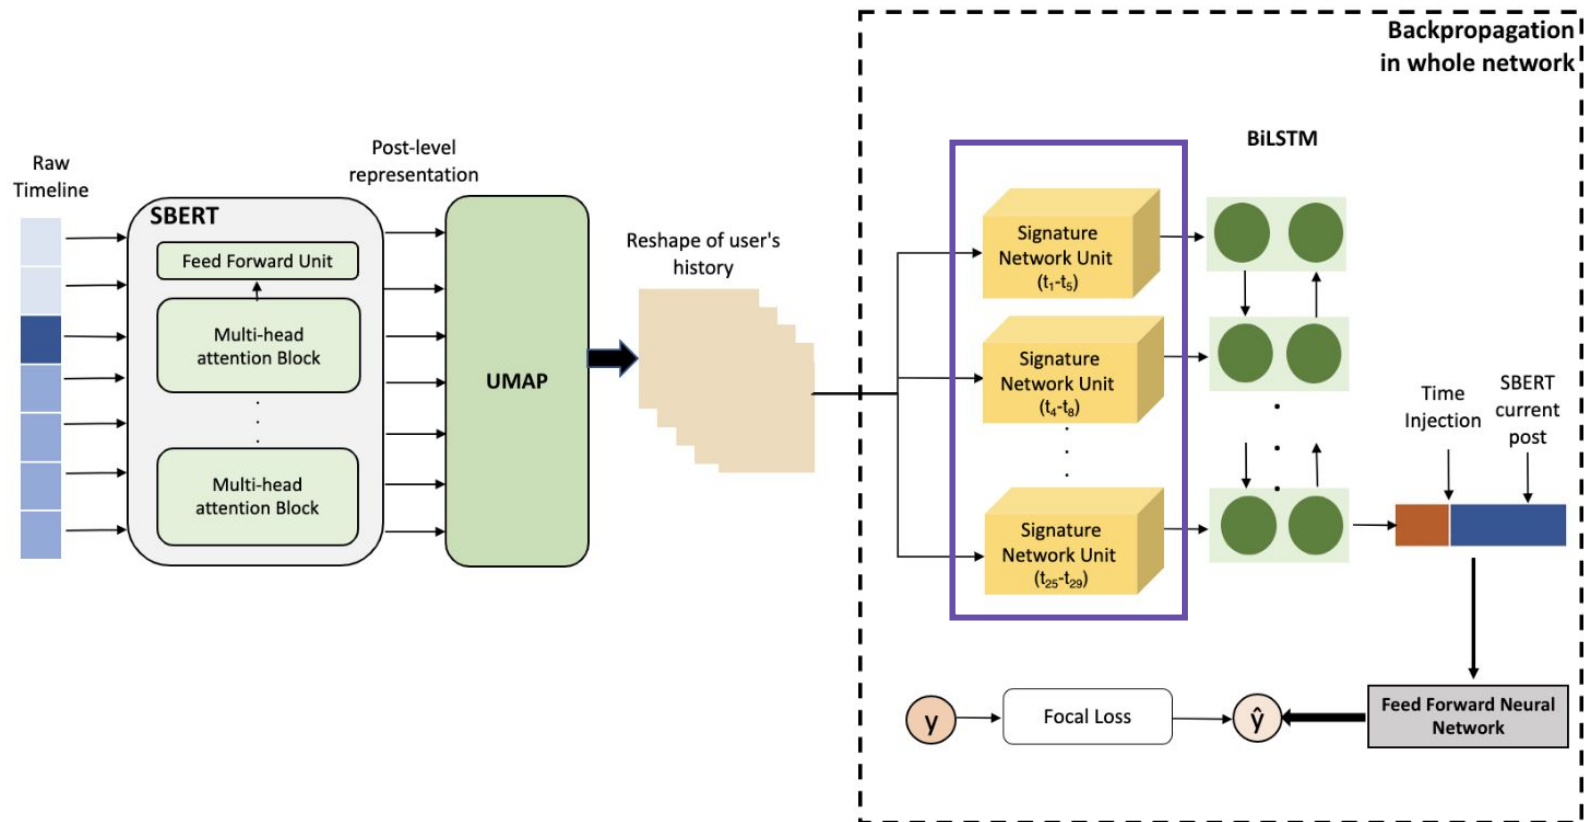 Backpropagation
in whole network
Raw
Timeline
SBERT
Feed Forward Unit
Multi-head
attention Block
Multi-head
attention Block
Post-level
representation
UMAP
Reshape of user's
history
BiLSTM
Signature
Network Unit
(t₁-t₅)
Signature
Network Unit
(t₄-t₈)
Signature
Network Unit
(t₂₅-t₂₉)
Time
Injection
SBERT
current
post
y
Focal Loss
ŷ
Feed Forward Neural
Network